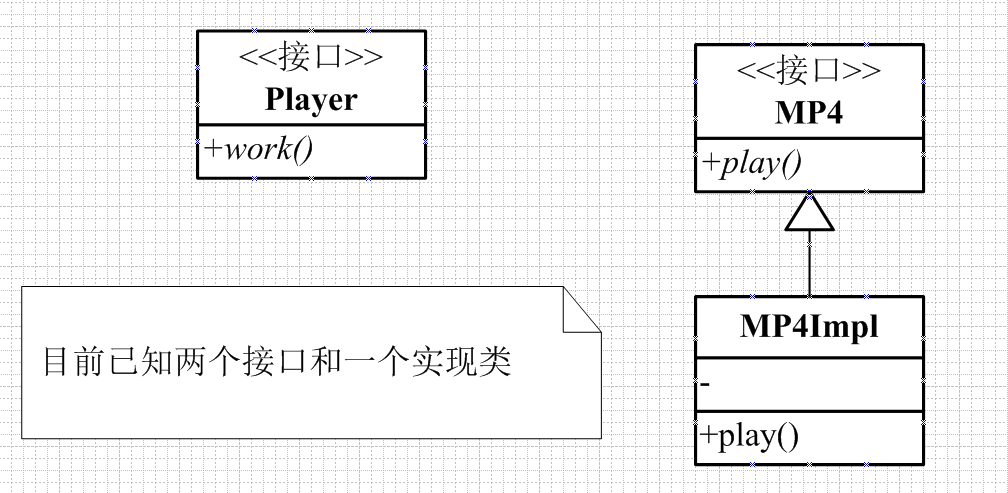 <<接口>>
Player
+work()
<<接口>>
MP4
+play()
目前已知两个接口和一个实现类
MP4Impl
-
+play()